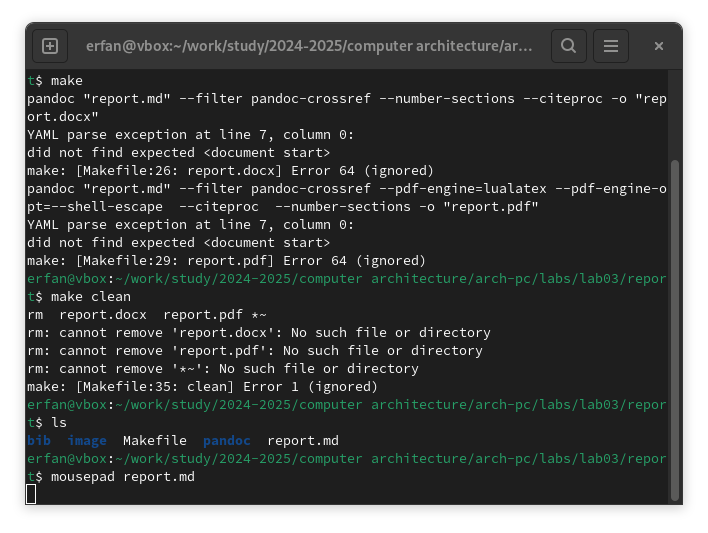 erfan@vbox:~/work/study/2024-2025/computer architecture/ar...
t$ make
pandoc "report.md" --filter pandoc-crossref --number-sections --citeproc -o "rep
ort.docx"
YAML parse exception at line 7, column 0:
did not find expected <document start>
make: [Makefile:26: report.docx] Error 64 (ignored)
pandoc "report.md" --filter pandoc-crossref --pdf-engine=lualatex --pdf-engine-o
pt=--shell-escape  --citeproc  --number-sections -o "report.pdf"
YAML parse exception at line 7, column 0:
did not find expected <document start>
make: [Makefile:29: report.pdf] Error 64 (ignored)
erfan@vbox:~/work/study/2024-2025/computer architecture/arch-pc/labs/lab03/repor
t$ make clean
rm  report.docx  report.pdf *~
rm: cannot remove 'report.docx': No such file or directory
rm: cannot remove 'report.pdf': No such file or directory
rm: cannot remove '*~': No such file or directory
make: [Makefile:35: clean] Error 1 (ignored)
erfan@vbox:~/work/study/2024-2025/computer architecture/arch-pc/labs/lab03/repor
t$ ls
bib  image  Makefile  pandoc  report.md
erfan@vbox:~/work/study/2024-2025/computer architecture/arch-pc/labs/lab03/repor
t$ mousepad report.md